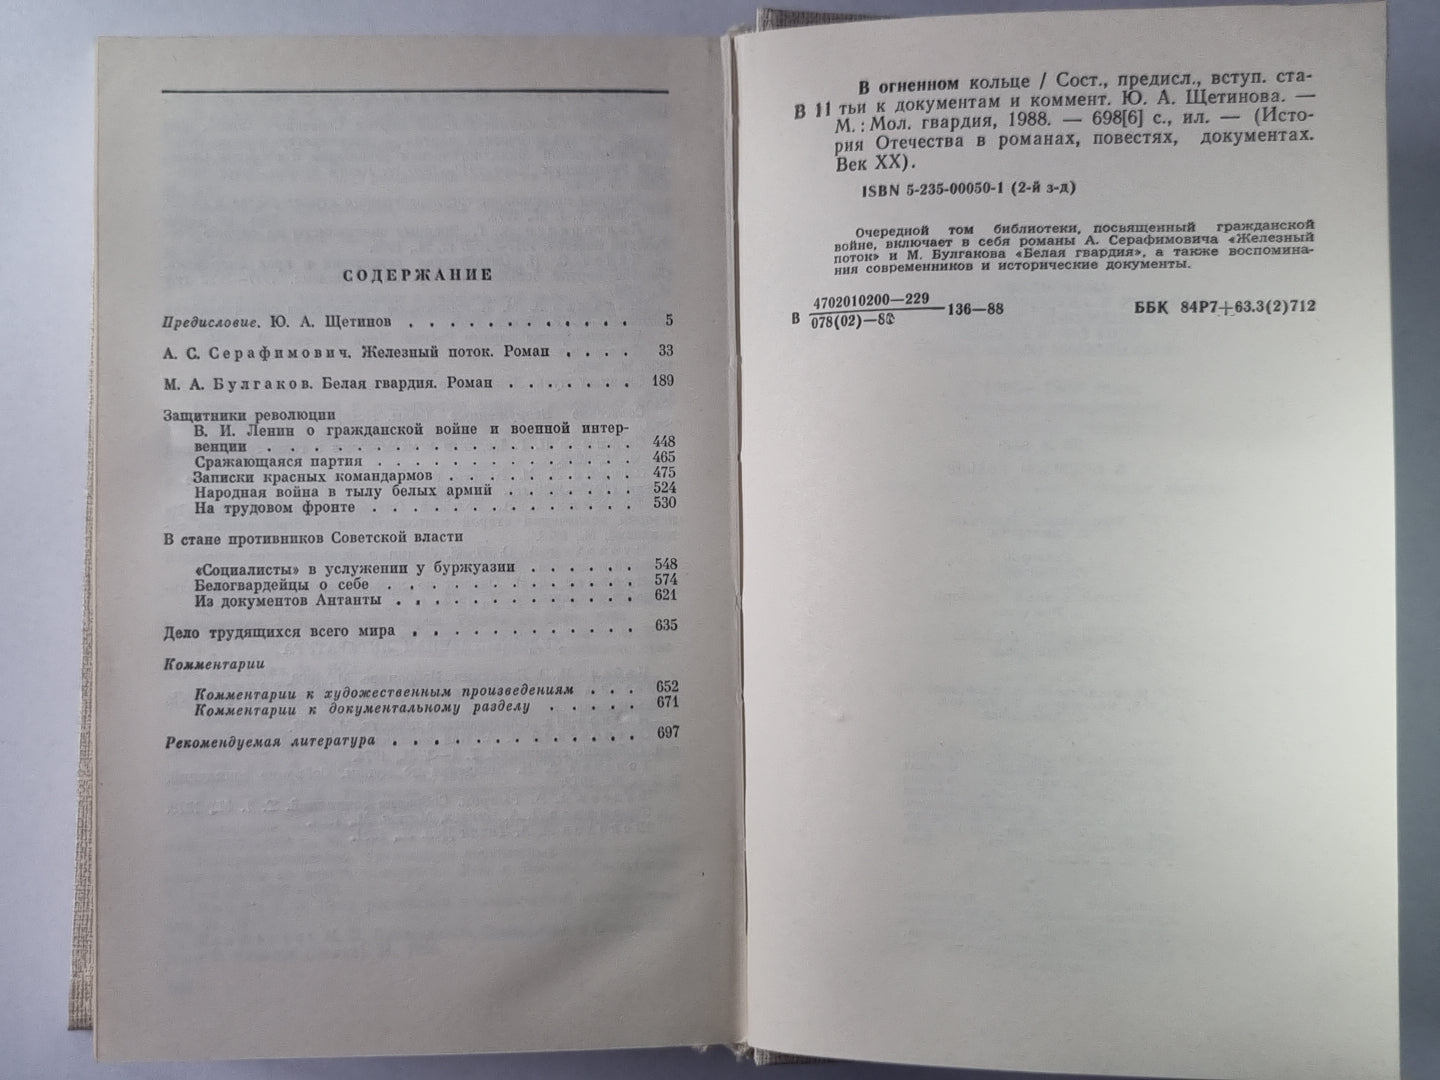 СОДЕРЖАНИЕ
Предисловие. Ю. А. Щетинов . . . . . . . . . . . . 5
А. С. Серафимович. Железный поток. Роман . . . . 33
М. А. Булгаков. Белая гвардия. Роман . . . . . . . 189
Защитники революции
В. И. Ленин о гражданской войне и военной интер-
венции . . . . . . . . . . . . . . . . . . 448
Сражающаяся партия . . . . . . . . . . . . . 465
Записки красных командармов . . . . . . . . . 475
Народная война в тылу белых армий . . . . . . . 524
На трудовом фронте . . . . . . . . . . . . . 530
В стане противников Советской власти
«Социалисты» в услужении у буржуазии . . . . . . 548
Белогвардейцы о себе . . . . . . . . . . . . . 574
Из документов Антанты . . . . . . . . . . . . 621
Дело трудящихся всего мира . . . . . . . . . . . 635
Комментарии
Комментарии к художественным произведениям . . . 652
Комментарии к документальному разделу . . . . . 671
Рекомендуемая литература . . . . . . . . . . . . . 697
В огненном кольце / Сост., предисл., вступ. ста-
В 11 тьи к документам и коммент. Ю. А. Щетинова. —
М. : Мол. гвардия, 1988. — 698[6] с., ил. — (Исто-
рия Отечества в романах, повестях, документах.
Век XX).
ISBN 5-235-00050-1 (2-й з-д)
Очередной том библиотеки, посвященный гражданской
войне, включает в себя романы А. Серафимовича «Железный
поток» и М. Булгакова «Белая гвардия», а также воспомина-
ния современников и исторические документы.
В 4702010200—229 136—88 ББК 84Р7+63.3(2)712
078(02)—88